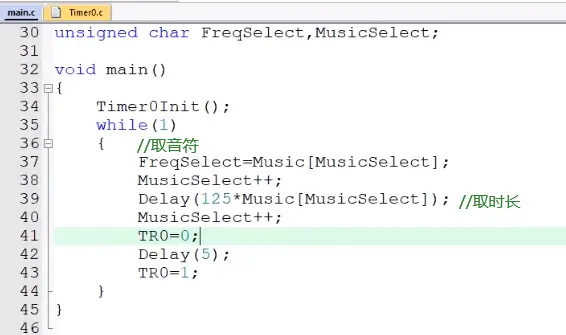 main.c Timer0.c
30 unsigned char FreqSelect,MusicSelect;
31
32 void main()
33 {
34 Timer0Init();
35 while(1)
36 { //取音符
37 FreqSelect=Music[MusicSelect];
38 MusicSelect++;
39 Delay(125*Music[MusicSelect]); //取时长
40 MusicSelect++;
41 TR0=0;
42 Delay(5);
43 TR0=1;
44 }
45 }
46